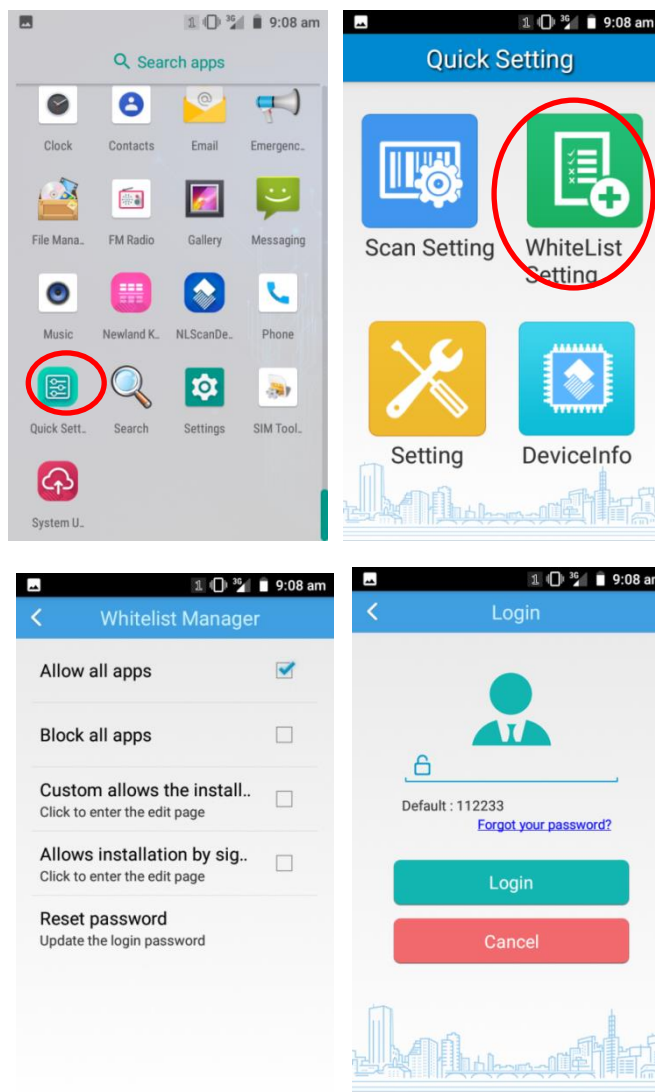 3G 9:08 am
Search apps
Clock Contacts Email Emergenc..
File Mana.. FM Radio Gallery Messaging
Music Newland K.. NLScanDe.. Phone
Quick Sett.. Search Settings SIM Tool..
System U..
3G 9:08 am
Quick Setting
Scan Setting WhiteList
Setting
Setting DeviceInfo
3G 9:08 am
Whitelist Manager
Allow all apps
Block all apps
Custom allows the install..
Click to enter the edit page
Allows installation by sig..
Click to enter the edit page
Reset password
Update the login password
3G 9:08 am
Login
Default : 112233
Forgot your password?
Login
Cancel